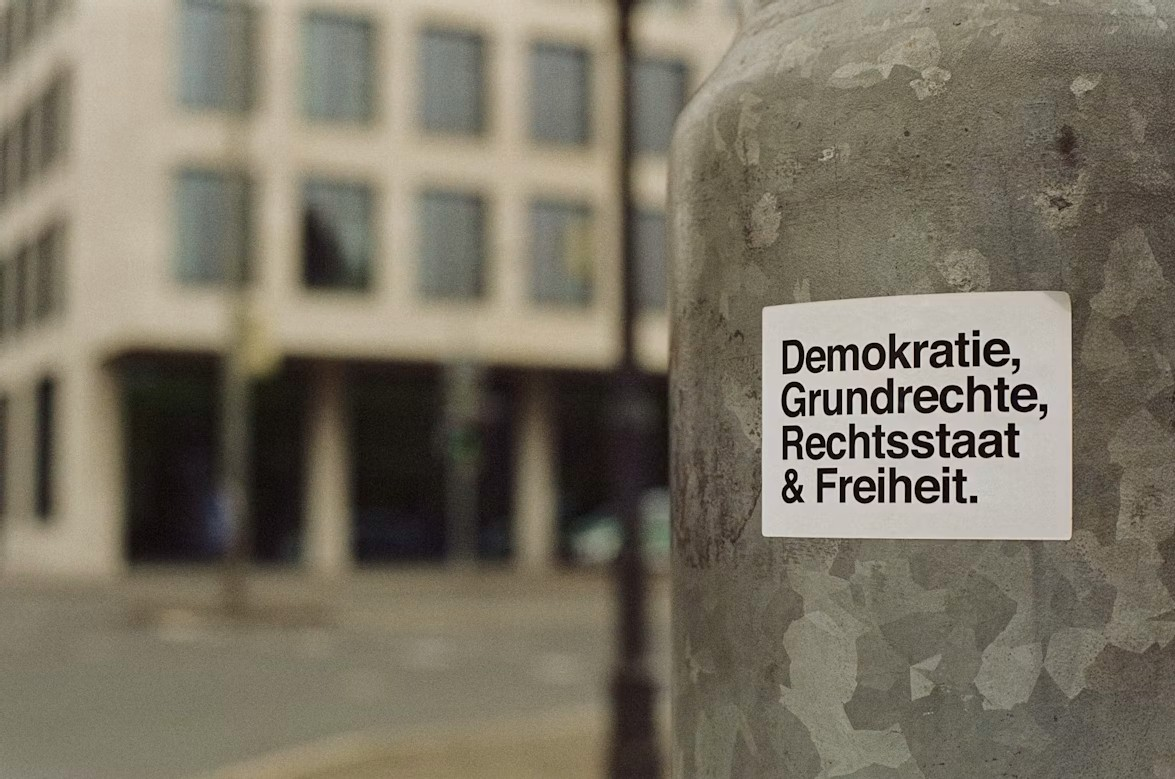 Demokratie,
Grundrechte,
Rechtsstaat
& Freiheit.